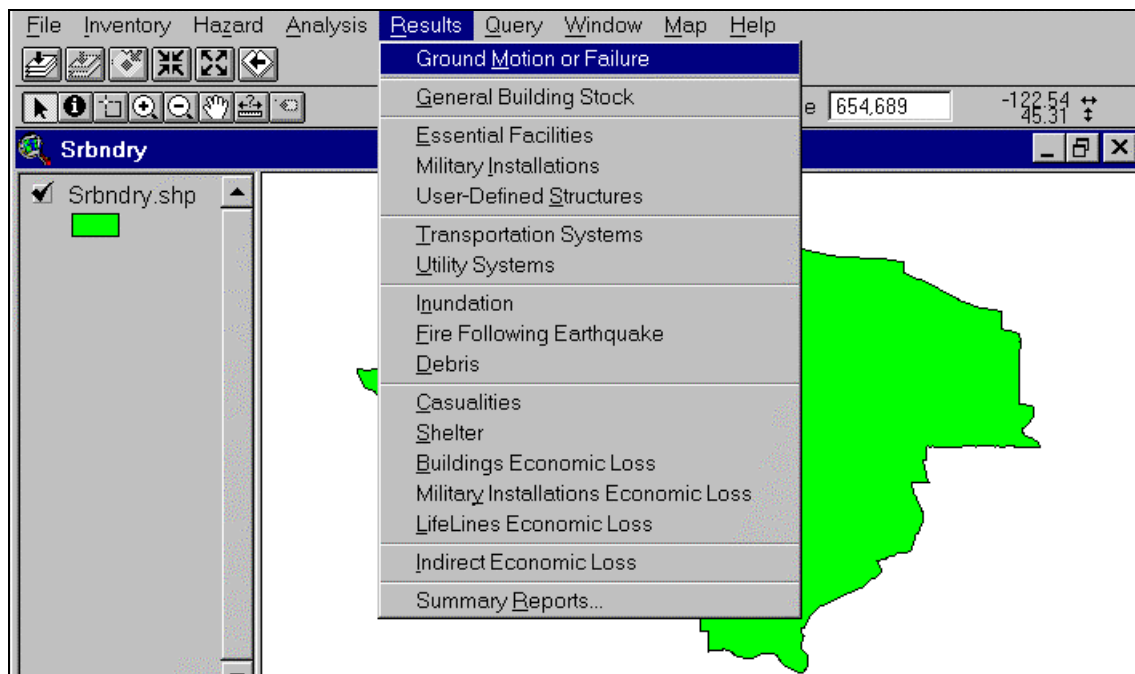 File Inventory Hazard Analysis Results Query Window Map Help
Ground Motion or Failure
General Building Stock
e 654,689 -122.54
45.31
Essential Facilities
Srbndry
Military Installations
Srbndry.shp
User-Defined Structures
Transportation Systems
Utility Systems
Inundation
Fire Following Earthquake
Debris
Casualities
Shelter
Buildings Economic Loss
Military Installations Economic Loss
LifeLines Economic Loss
Indirect Economic Loss
Summary Reports...